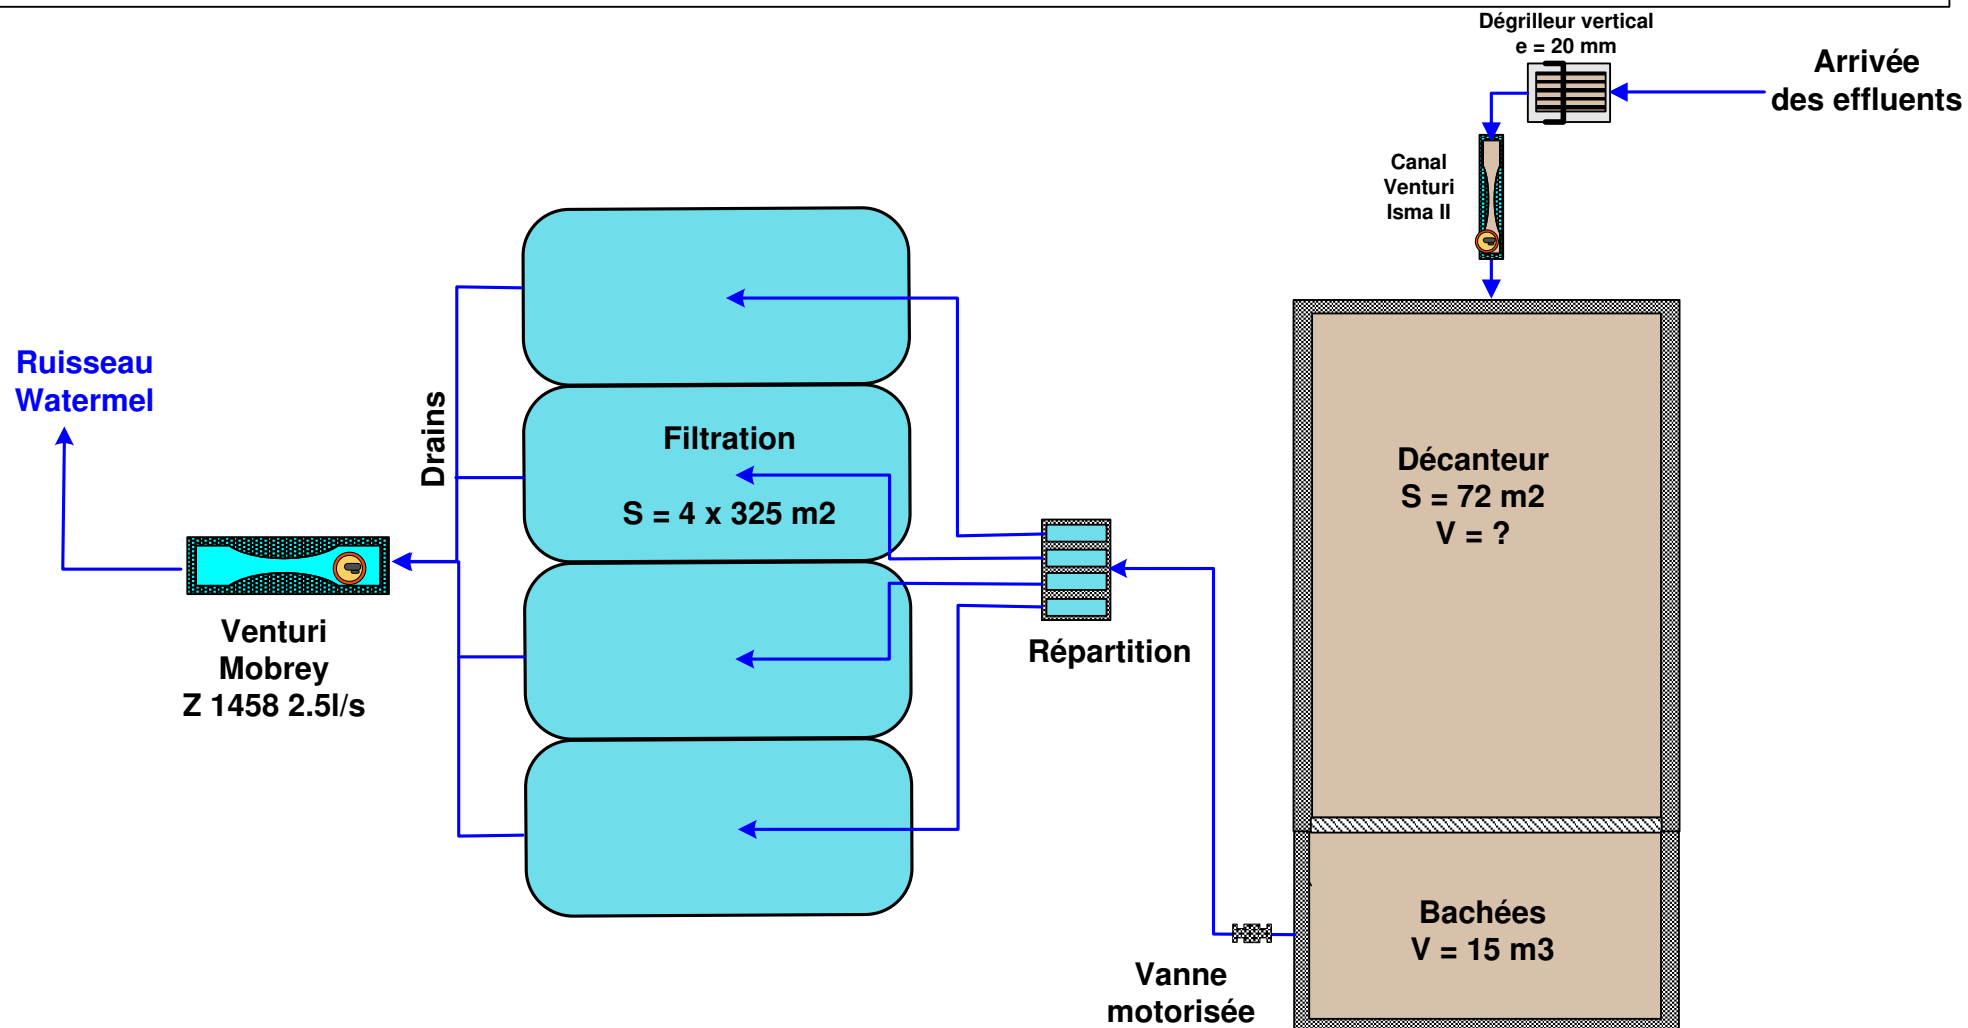 Dégrilleur vertical
e = 20 mm
Arrivée
des effluents
Canal
Venturi
Isma II
Ruisseau
Watermel
Drains
Filtration
S = 4 x 325 m2
Décanteur
S = 72 m2
V = ?
Venturi
Mobrey
Z 1458 2.5l/s
Répartition
Bachées
V = 15 m3
Vanne
motorisée